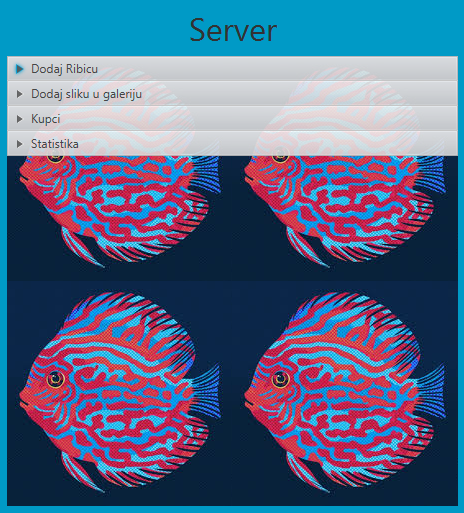 Server
Dodaj Ribicu
Dodaj sliku u galeriju
Kupci
Statistika